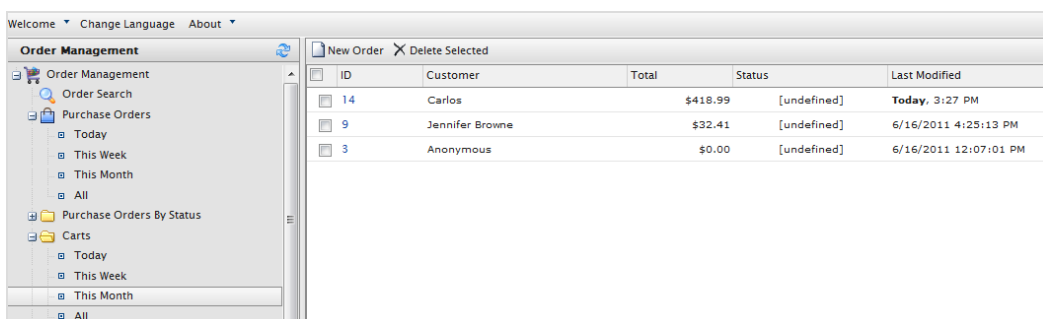 Welcome Change Language About
Order Management
New Order Delete Selected
ID Customer Total Status Last Modified
14 Carlos $418.99 [undefined] Today, 3:27 PM
9 Jennifer Browne $32.41 [undefined] 6/16/2011 4:25:13 PM
3 Anonymous $0.00 [undefined] 6/16/2011 12:07:01 PM
Order Management
Order Search
Purchase Orders
Today
This Week
This Month
All
Purchase Orders By Status
Carts
Today
This Week
This Month
All